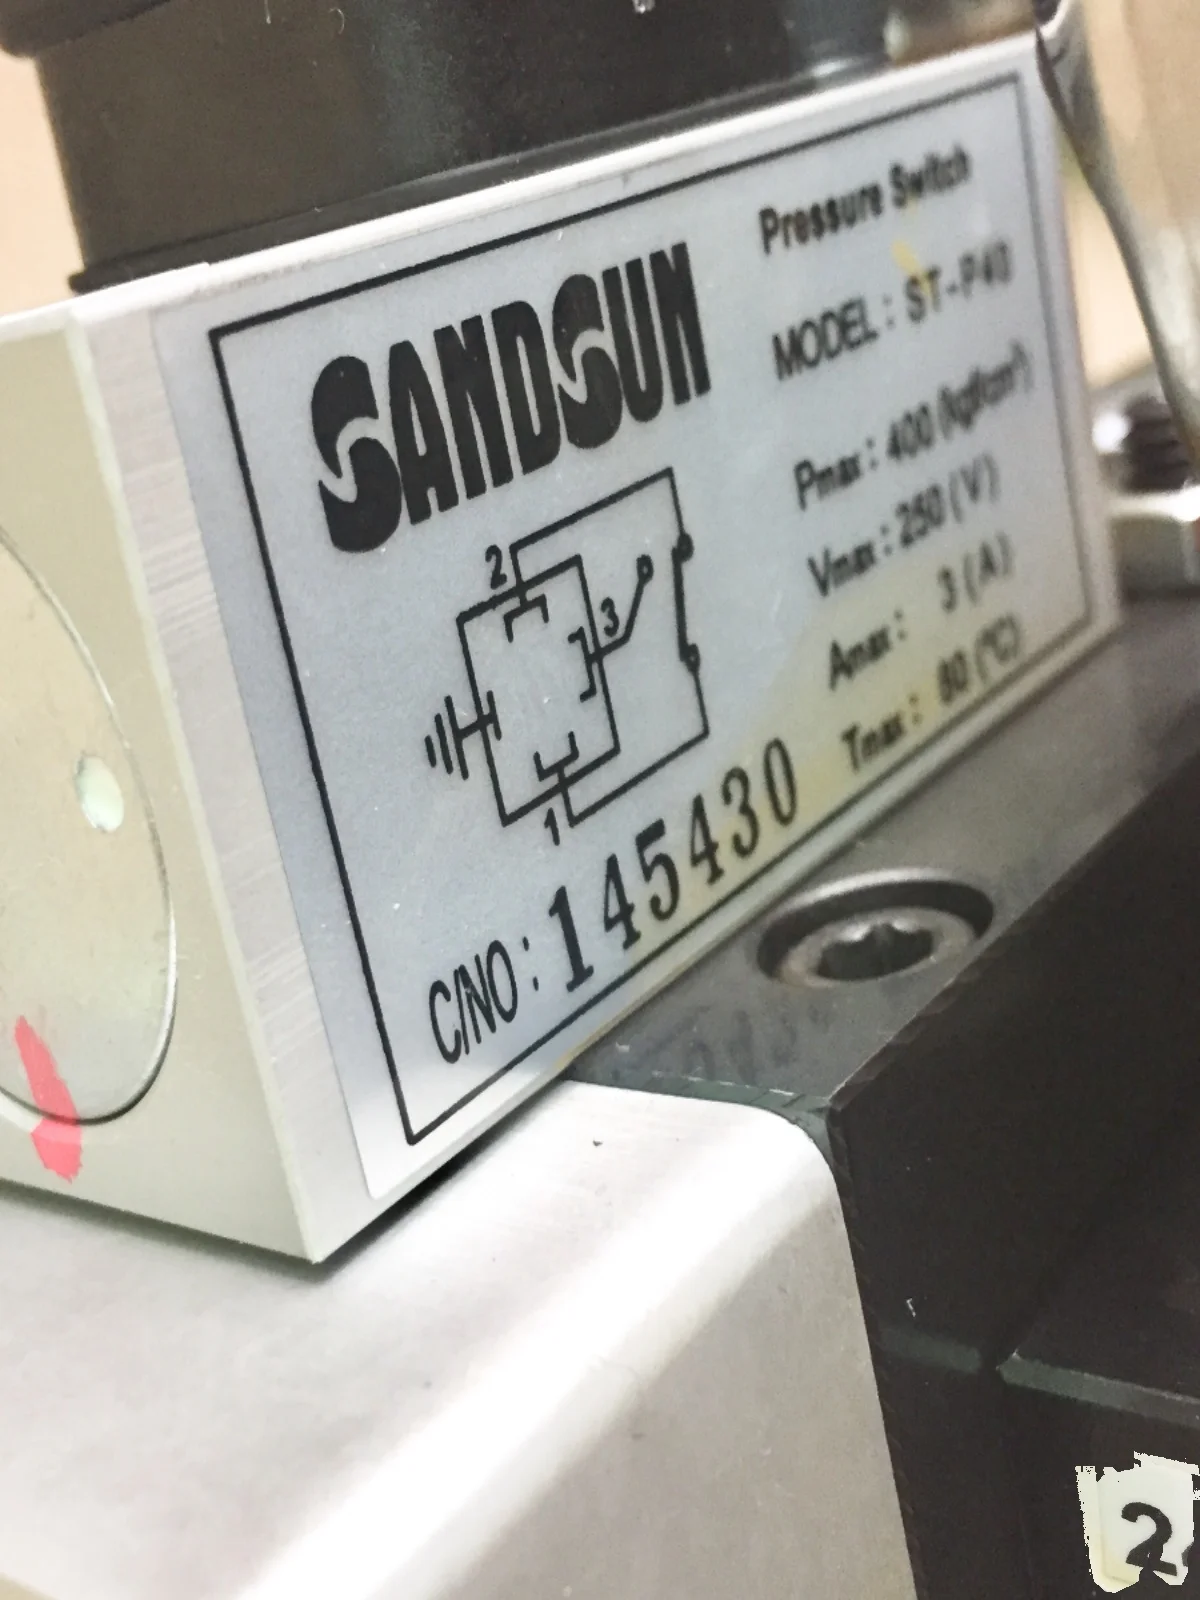 SANDSUN
Pressure Switch
MODEL : ST-P40
Pmax : 400 (kgf/cm²)
Vmax : 250 (V)
Amax : 3 (A)
Tmax : 80 (°C)
2
3
1
C/NO : 145430
2